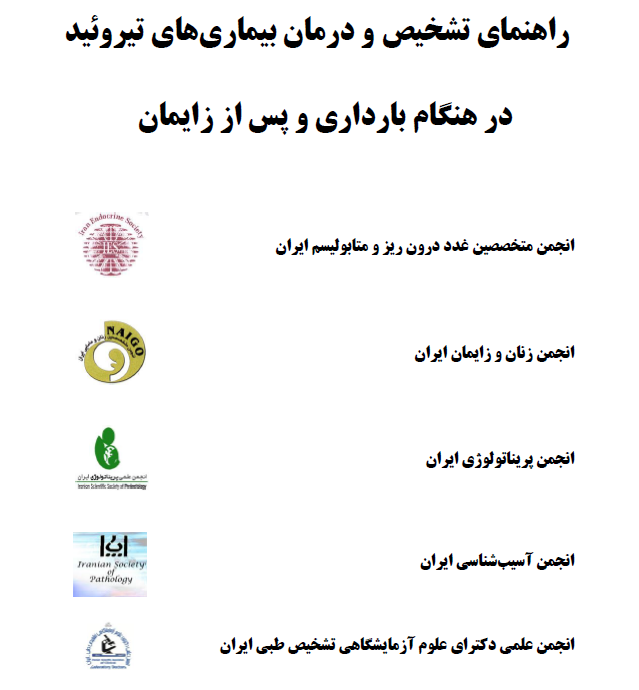 راهنمای تشخیص و درمان بیماری‌های تیروئید
در هنگام بارداری و پس از زایمان
Iran Endocrine Society
انجمن متخصصین غدد درون ریز و متابولیسم ایران
NAIGO
انجمن زنان و زایمان ایران
انجمن پریناتولوژی ایران
انجمن علمی پریناتولوژی ایران
Iranian Scientific Society of Perinatology
انجمن آسیب‌شناسی ایران
Iranian Society
of
Pathology
انجمن علمی دکترای علوم آزمایشگاهی تشخیص طبی ایران